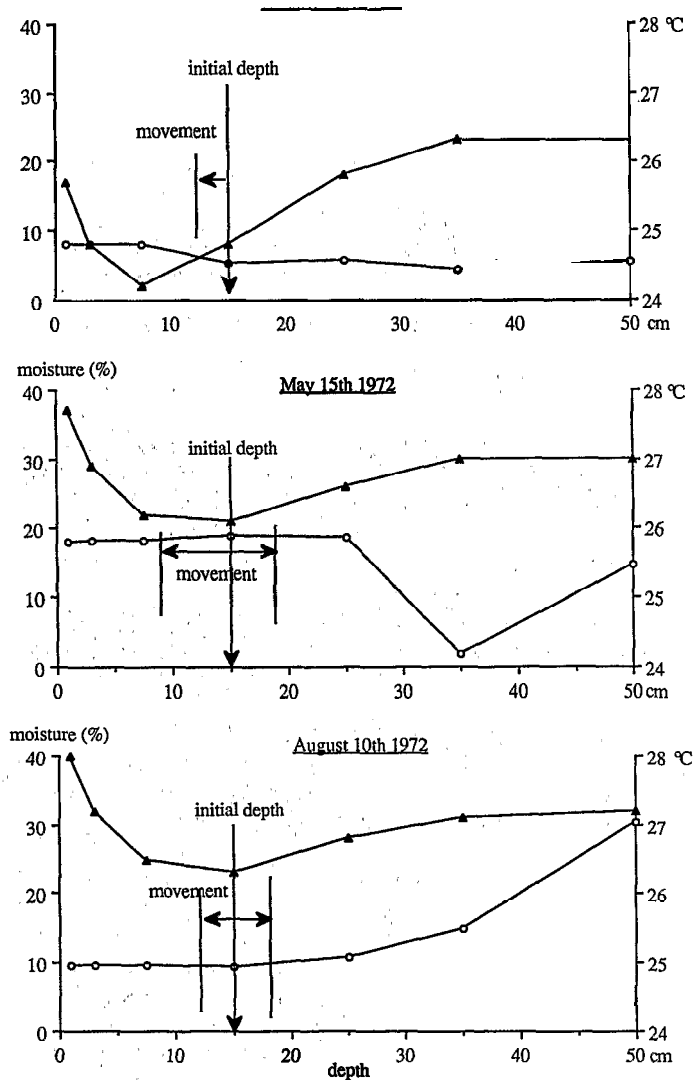 40 28 °C
initial depth
30 27
movement
20 26
10 25
0 24
0 10 20 30 40 50 cm
moisture (%)
May 15th 1972
40 28 °C
initial depth
30 27
20 26
movement
10 25
0 24
0 10 20 30 40 50 cm
moisture (%)
August 10th 1972
40 28 °C
initial depth
30 27
movement
20 26
10 25
0 24
0 10 20 30 40 50 cm
depth